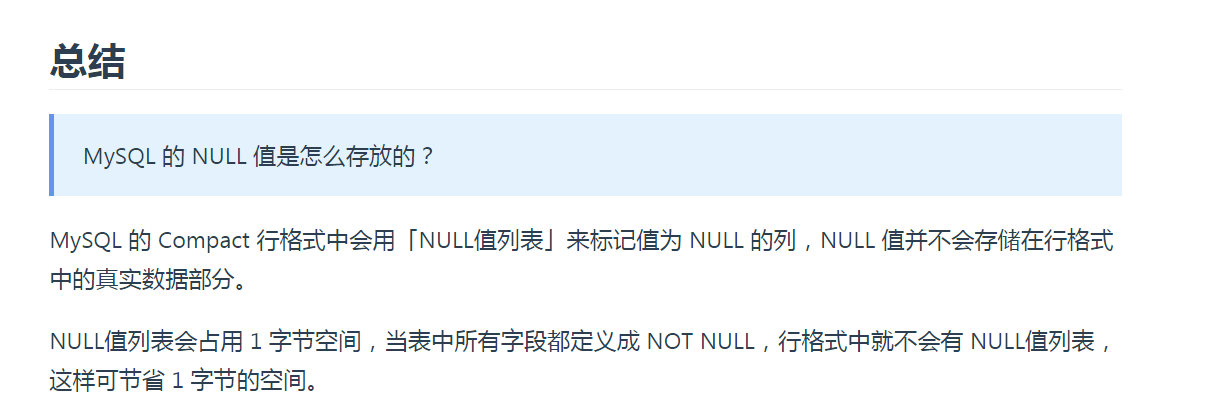 总结
MySQL 的 NULL 值是怎么存放的？
MySQL 的 Compact 行格式中会用「NULL值列表」来标记值为 NULL 的列，NULL 值并不会存储在行格式
中的真实数据部分。
NULL值列表会占用 1 字节空间，当表中所有字段都定义成 NOT NULL，行格式中就不会有 NULL值列表，
这样可节省 1 字节的空间。